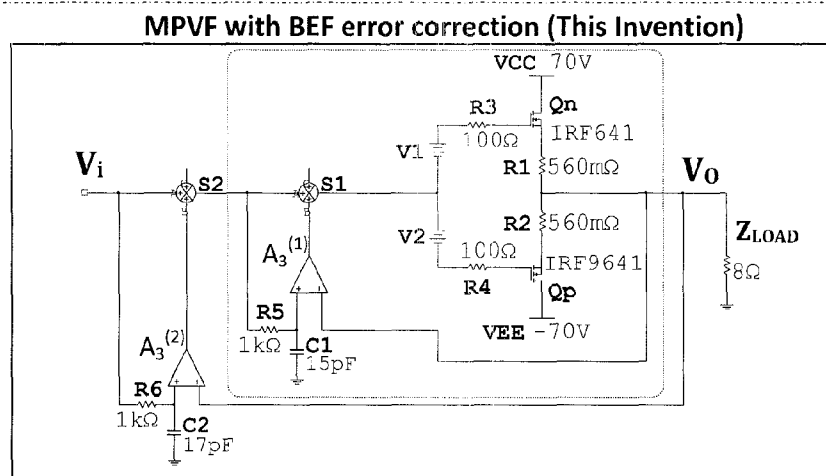 MPVF with BEF error correction (This Invention)
VCC 70V
R3
Qn
100Ω
IRF641
V1
Vi
R1 560mΩ
VO
S2
S1
R2 560mΩ
V2
100Ω
ZLOAD
A3(1)
IRF9641
8Ω
R4
Qp
R5
VEE -70V
A3(2)
1kΩ
C1
15pF
R6
1kΩ
C2
17pF